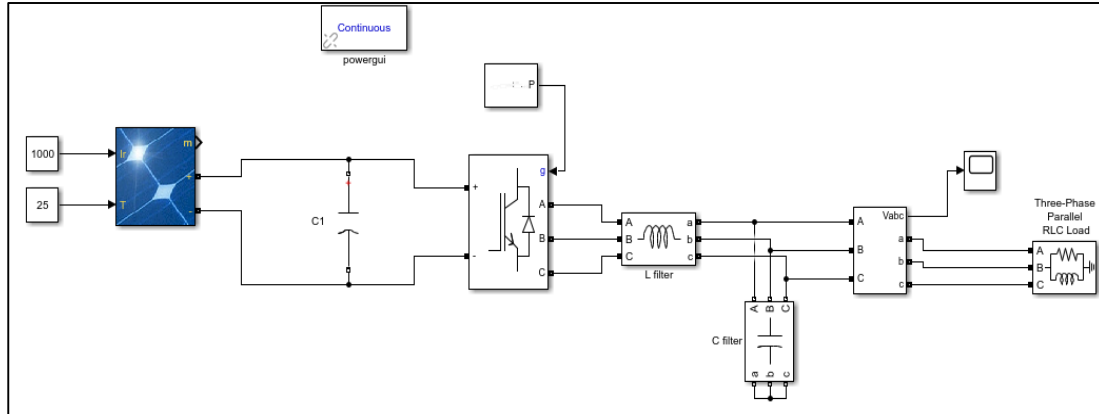 Continuous
powergui
P
1000
Ir
m
+
25
T
-
C1
+
+
-
g
A
B
C
A
B
C
a
b
c
L filter
A
B
C
C filter
a
b
c
A
B
C
Vabc
a
b
c
Three-Phase
Parallel
RLC Load
A
B
C